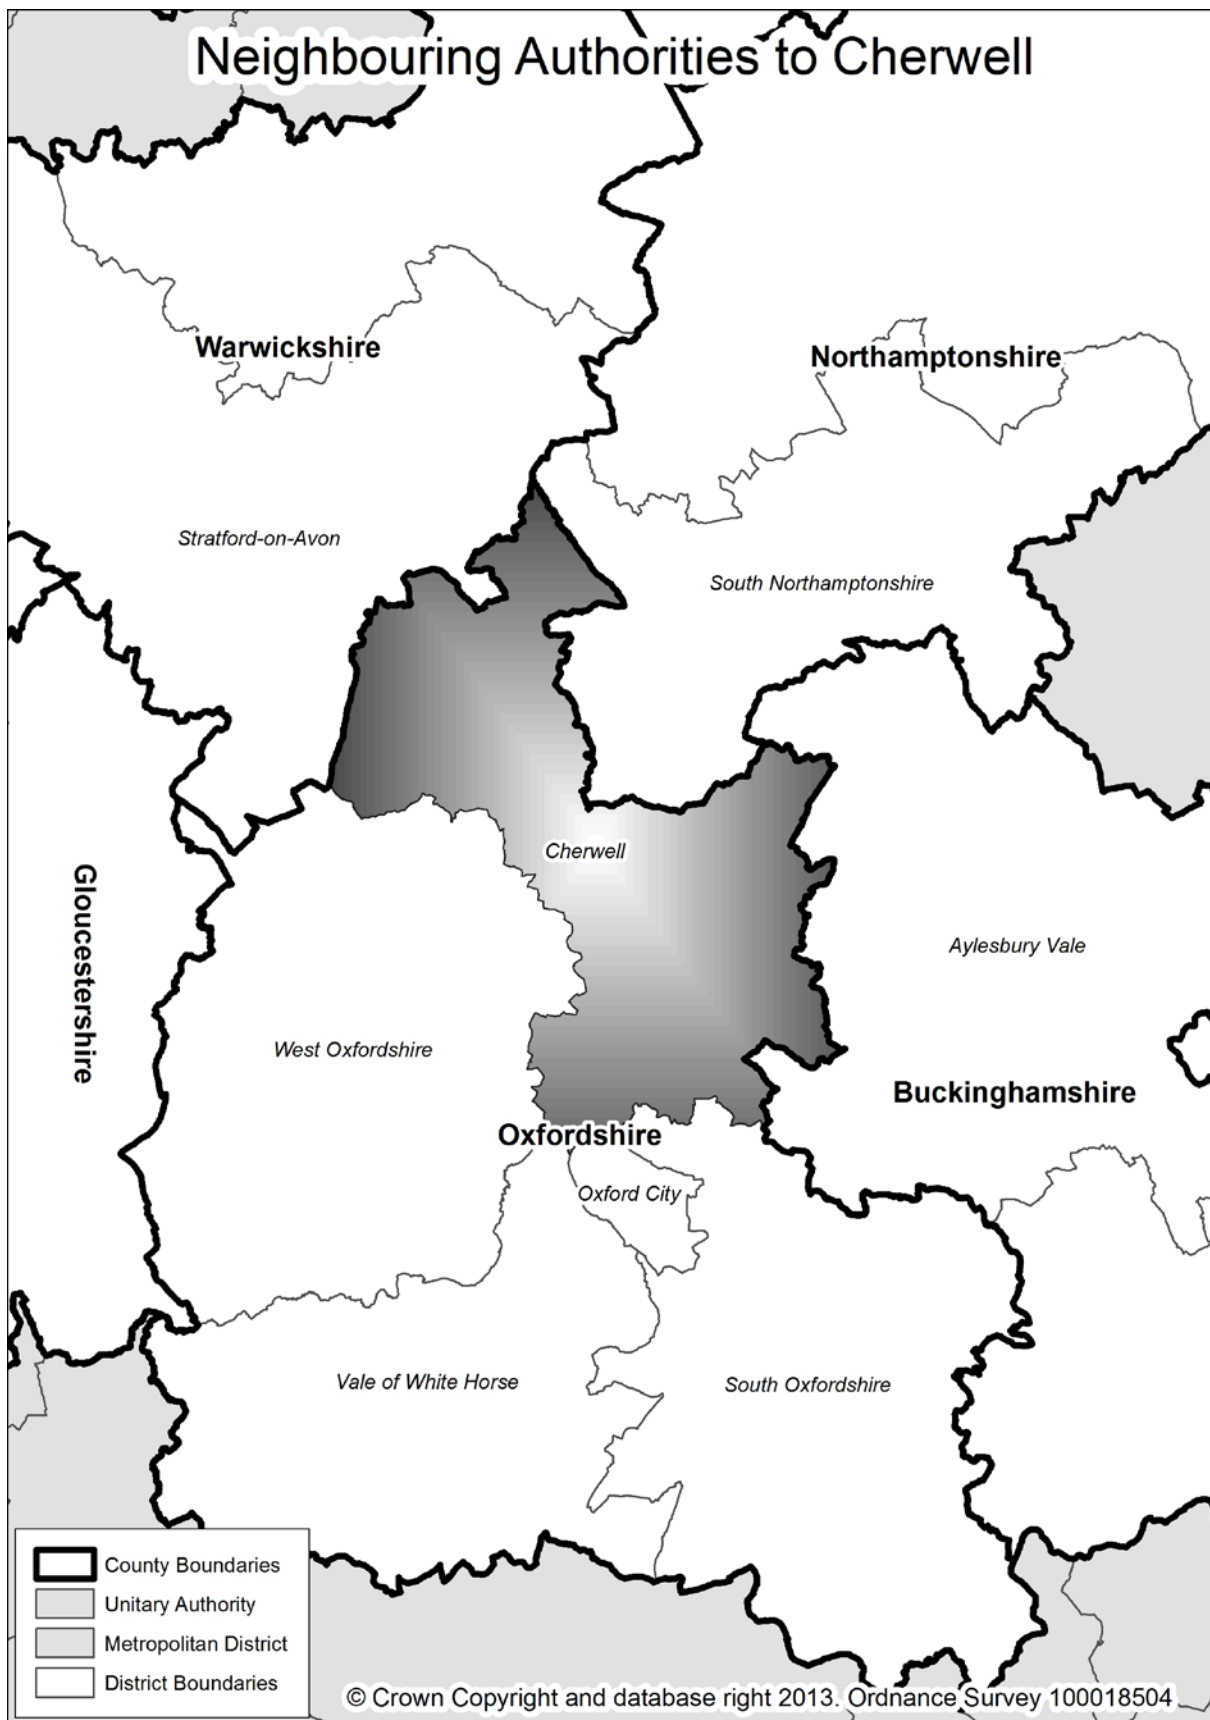 Neighbouring Authorities to Cherwell
Warwickshire
Northamptonshire
Stratford-on-Avon
South Northamptonshire
Cherwell
Gloucestershire
Aylesbury Vale
West Oxfordshire
Buckinghamshire
Oxfordshire
Oxford City
Vale of White Horse
South Oxfordshire
County Boundaries
Unitary Authority
Metropolitan District
District Boundaries
© Crown Copyright and database right 2013. Ordnance Survey 100018504